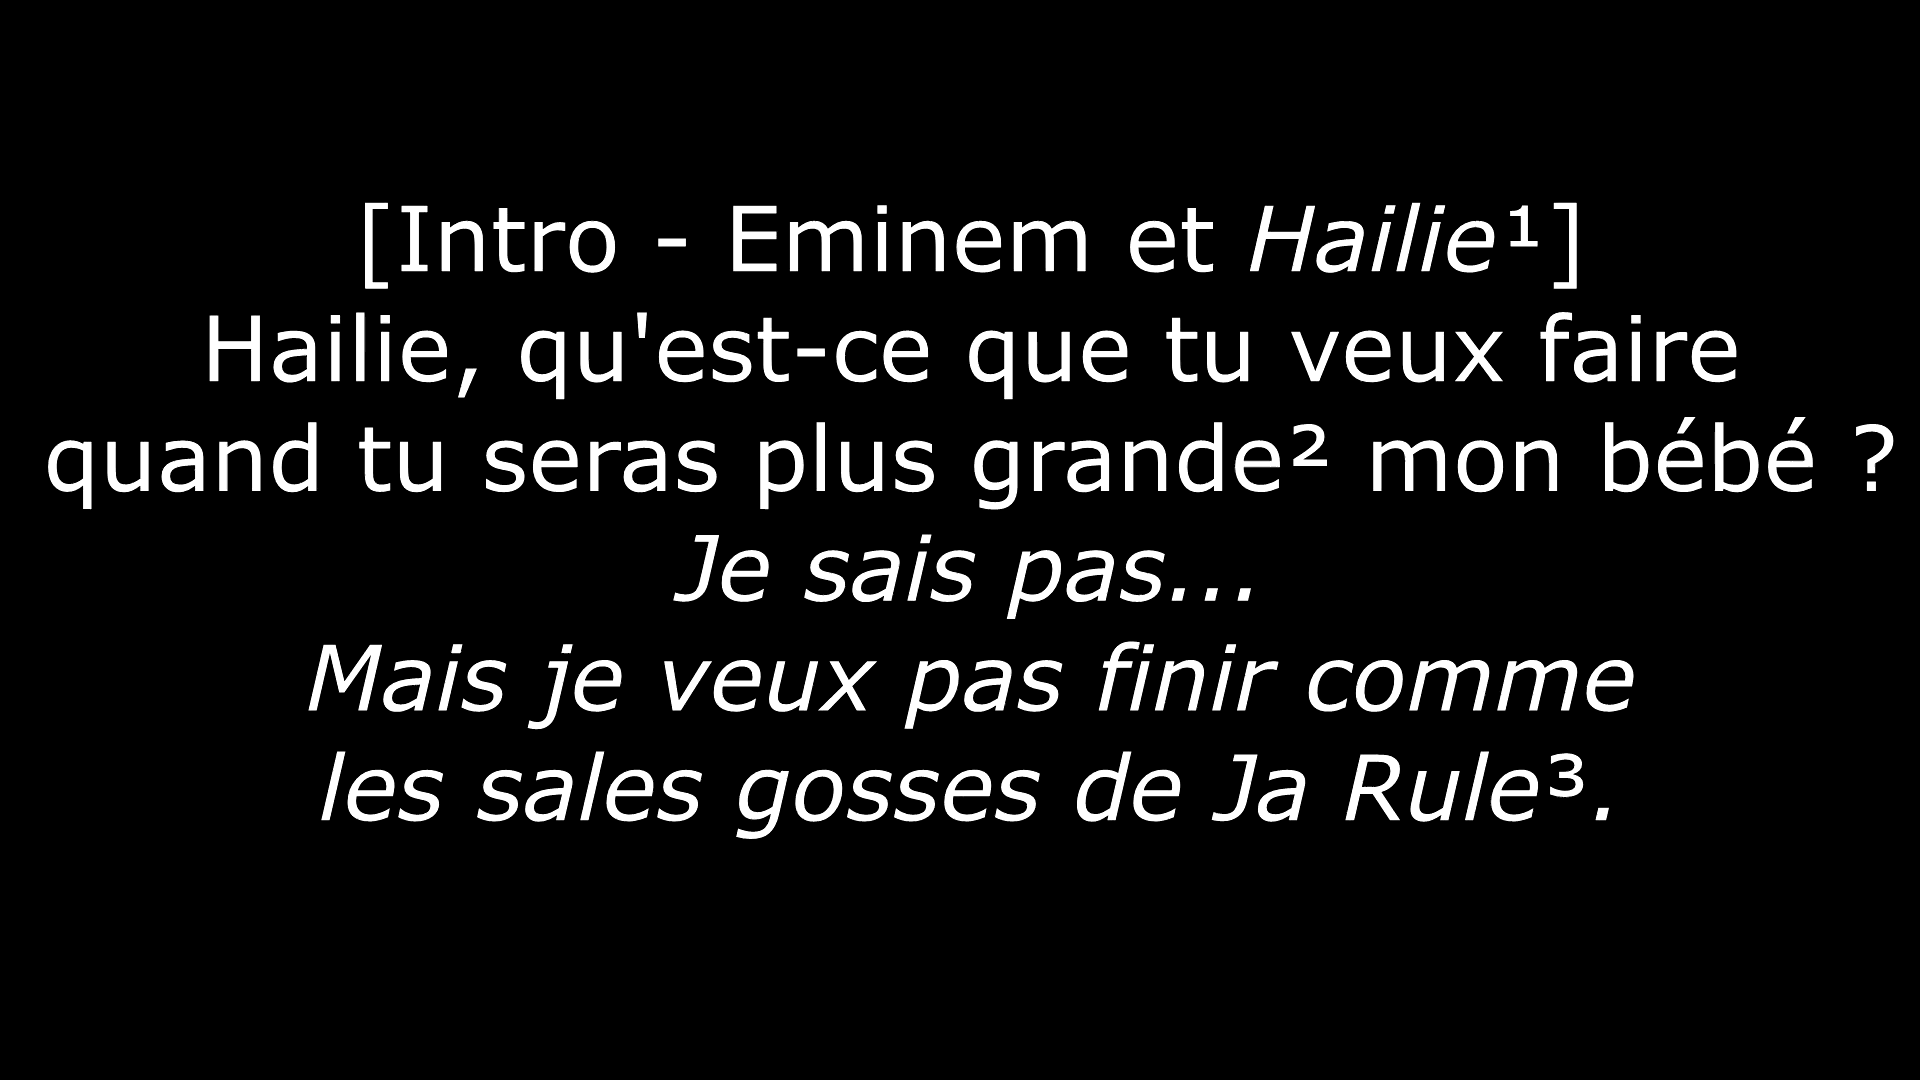 [Intro - Eminem et Hailie¹]
Hailie, qu'est-ce que tu veux faire
quand tu seras plus grande² mon bébé ?
Je sais pas...
Mais je veux pas finir comme
les sales gosses de Ja Rule³.